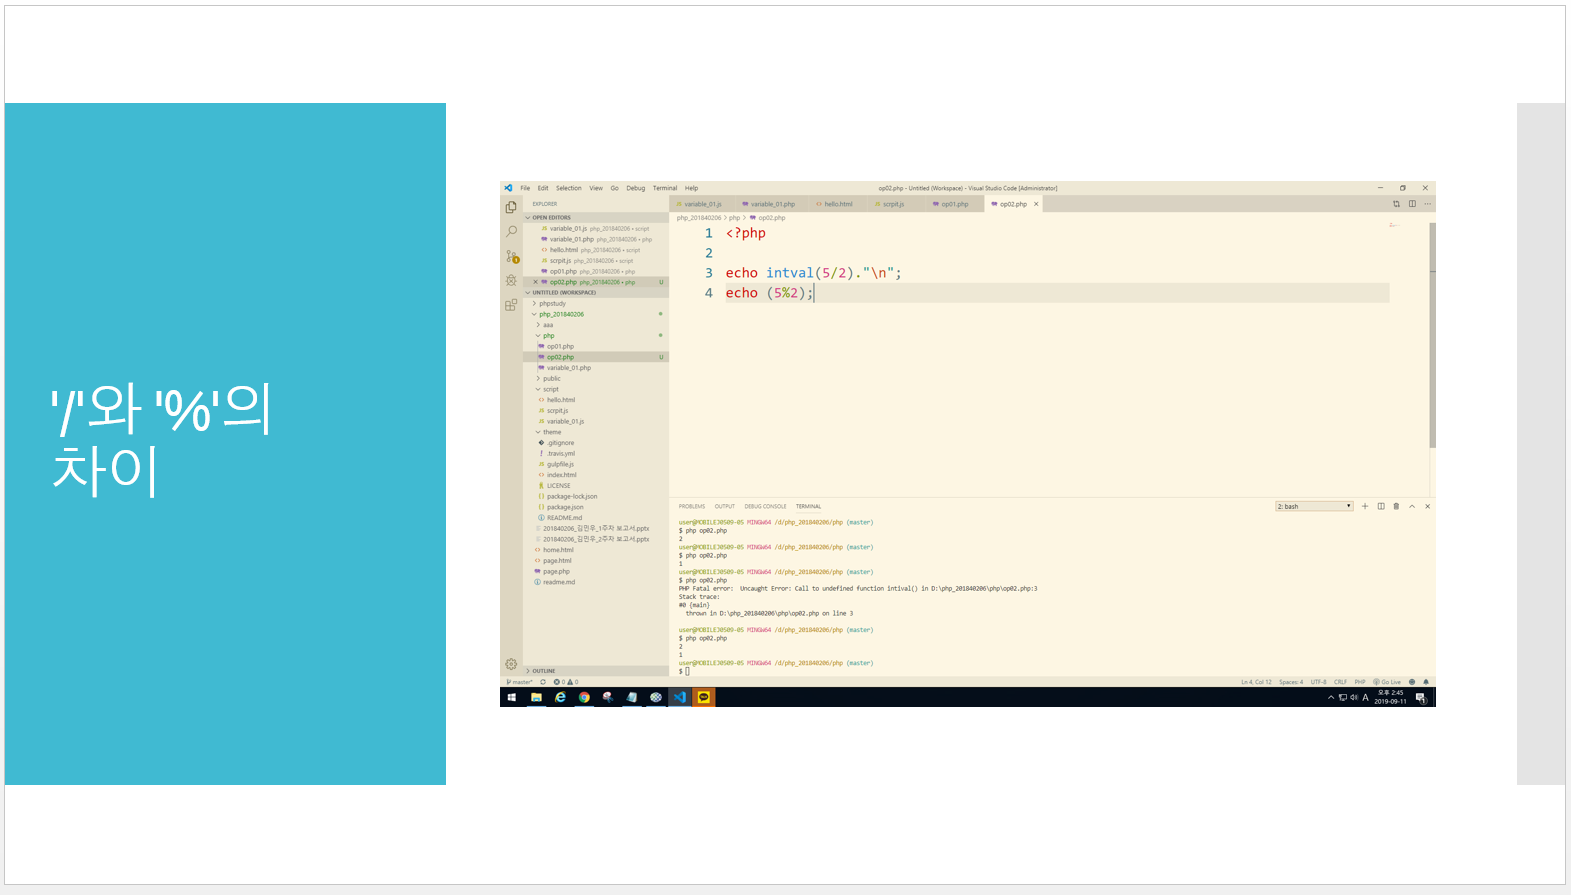 '/'와 '%'의
차이
File Edit Selection View Go Debug Terminal Help
op02.php - Untitled (Workspace) - Visual Studio Code [Administrator]
EXPLORER
OPEN EDITORS
variable_01.js php_201840206 • script
variable_01.php php_201840206 • php
hello.html php_201840206 • script
scrpit.js php_201840206 • script
op01.php php_201840206 • php
op02.php php_201840206 • php U
UNTITLED (WORKSPACE)
phpstudy
php_201840206
aaa
php
op01.php
op02.php U
variable_01.php
public
script
hello.html
scrpit.js
variable_01.js
theme
.gitignore
.travis.yml
gulpfile.js
index.html
LICENSE
package-lock.json
package.json
README.md
201840206_김민우_1주차 보고서.pptx
201840206_김민우_2주차 보고서.pptx
home.html
page.html
page.php
readme.md
OUTLINE
variable_01.js variable_01.php hello.html scrpit.js op01.php op02.php
php_201840206 > php > op02.php
1 <?php
2
3 echo intval(5/2)."\n";
4 echo (5%2);
PROBLEMS OUTPUT DEBUG CONSOLE TERMINAL
2: bash
user@MOBILEJ0509-05 MINGW64 /d/php_201840206/php (master)
$ php op02.php
2
user@MOBILEJ0509-05 MINGW64 /d/php_201840206/php (master)
$ php op02.php
1
user@MOBILEJ0509-05 MINGW64 /d/php_201840206/php (master)
$ php op02.php
PHP Fatal error:  Uncaught Error: Call to undefined function intival() in D:\php_201840206\php\op02.php:3
Stack trace:
#0 {main}
thrown in D:\php_201840206\php\op02.php on line 3
user@MOBILEJ0509-05 MINGW64 /d/php_201840206/php (master)
$ php op02.php
2
1
user@MOBILEJ0509-05 MINGW64 /d/php_201840206/php (master)
$
master* 0 0
Ln 4, Col 12 Spaces: 4 UTF-8 CRLF PHP Go Live
A 오후 2:45
2019-09-11